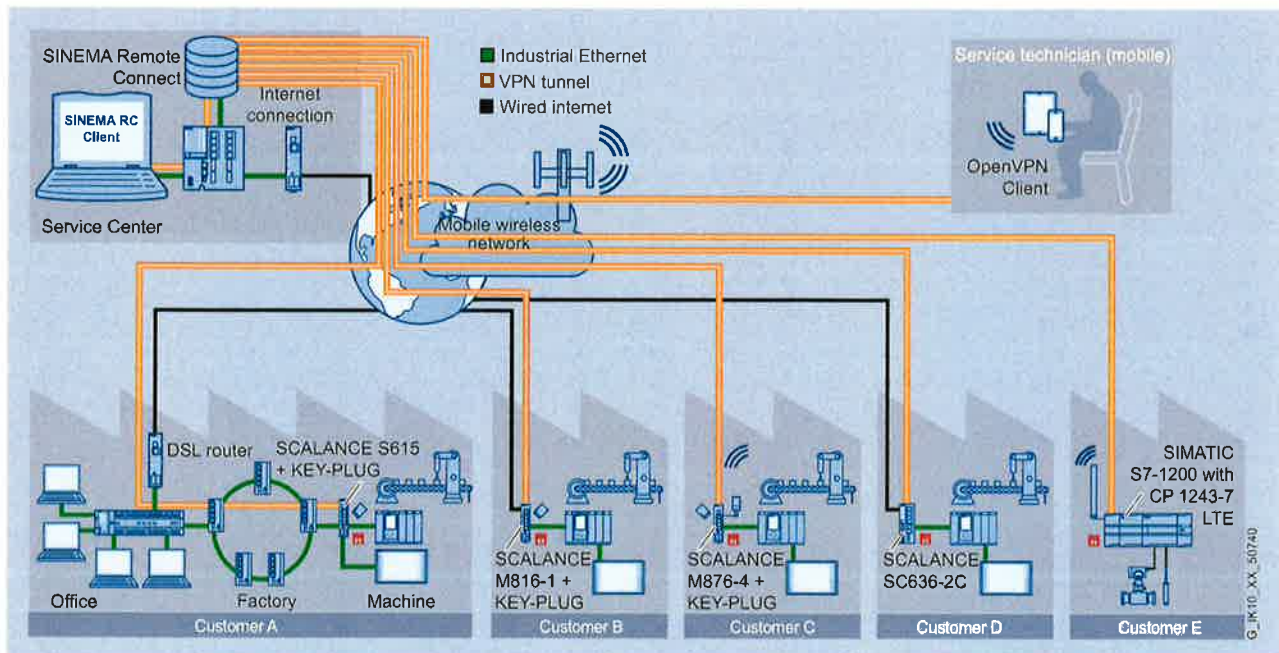 SINEMA Remote
Connect
Internet
connection
SINEMA RC
Client
Service Center
Industrial Ethernet
VPN tunnel
Wired internet
Service technician (mobile)
OpenVPN
Client
Mobile wireless
network
DSL router
SCALANCE S615
+ KEY-PLUG
Office
Factory
Machine
Customer A
SCALANCE
M816-1 +
KEY-PLUG
Customer B
SCALANCE
M876-4 +
KEY-PLUG
Customer C
SCALANCE
SC636-2C
Customer D
SIMATIC
S7-1200 with
CP 1243-7
LTE
Customer E
G_IK10_XX_50740